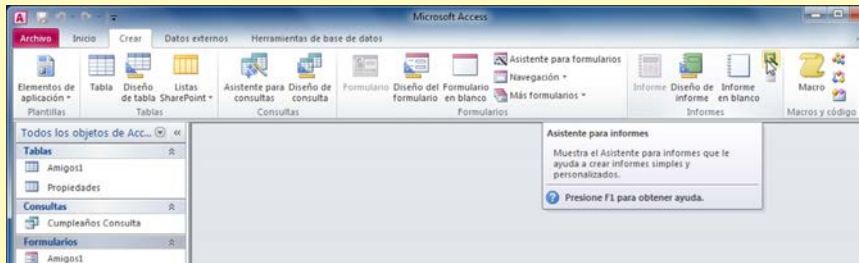 Microsoft Access
Archivo Inicio Crear Datos externos Herramientas de base de datos
Elementos de aplicación
Tabla
Diseño de tabla
Listas SharePoint
Asistente para consultas
Diseño de consulta
Formulario
Diseño del formulario
Formulario en blanco
Asistente para formularios
Navegación
Más formularios
Informe
Diseño de informe
Informe en blanco
Macro
Plantillas Tablas Consultas Formularios Informes Macros y código
Todos los objetos de Acc...
Tablas
Amigos1
Propiedades
Consultas
Cumpleaños Consulta
Formularios
Amigos1
Asistente para informes
Muestra el Asistente para informes que le
ayuda a crear informes simples y
personalizados.
Presione F1 para obtener ayuda.